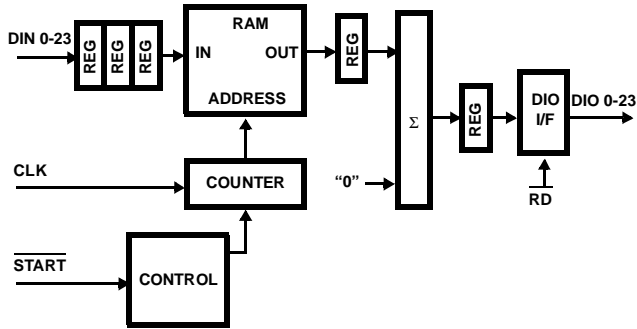 DIN 0-23
REG
REG
REG
RAM
IN
OUT
ADDRESS
REG
Σ
REG
DIO
I/F
DIO 0-23
CLK
COUNTER
“0”
RD
START
CONTROL